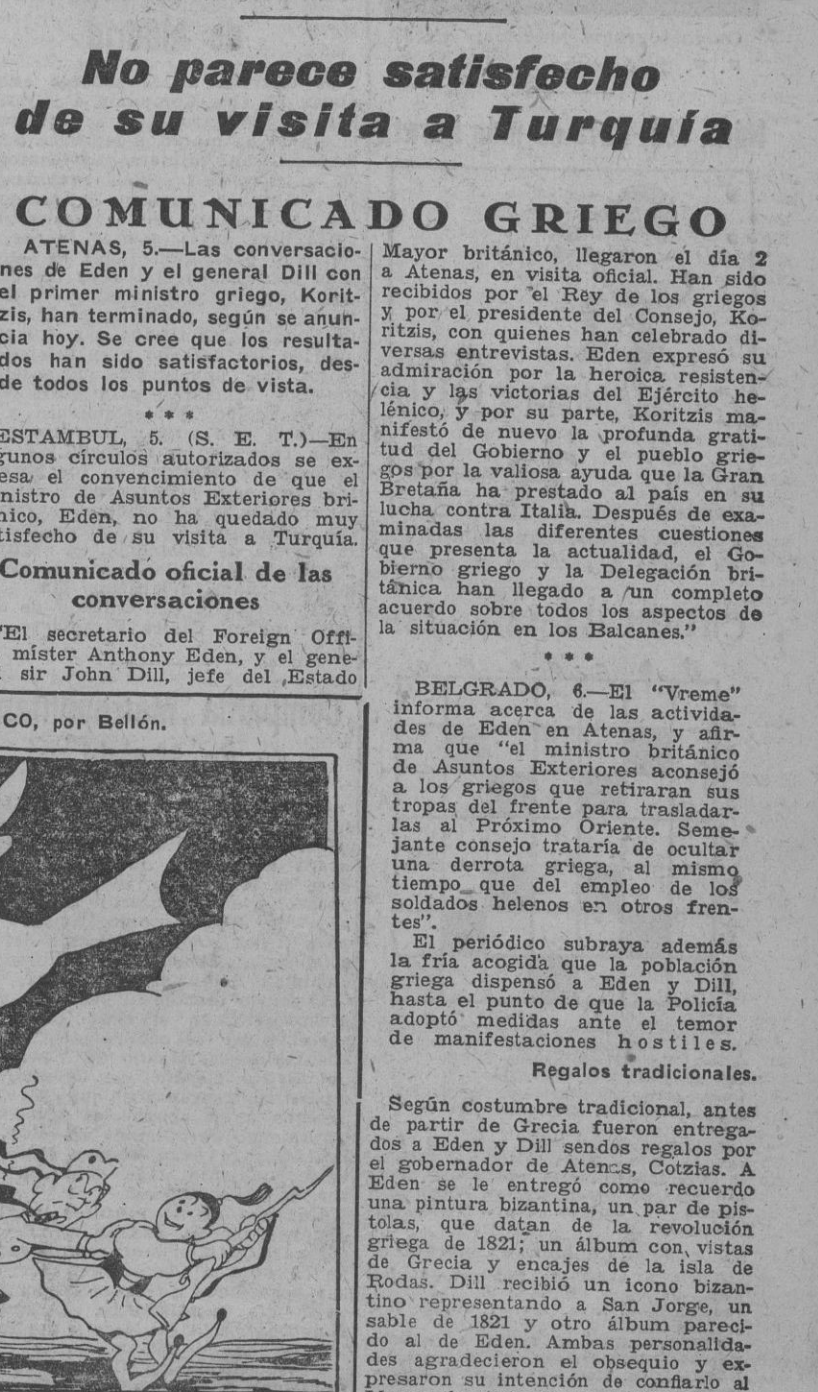 No parece satisfecho
de su visita a Turquía
COMUNICADO GRIEGO
ATENAS, 5.—Las conversacio-
nes de Eden y el general Dill con
el primer ministro griego, Korit-
zis, han terminado, según se anun-
cia hoy. Se cree que los resulta-
dos han sido satisfactorios, des-
de todos los puntos de vista.
* * *
ESTAMBUL, 5. (S. E. T.)—En
gunos círculos autorizados se ex-
esa el convencimiento de que el
nistro de Asuntos Exteriores bri-
nico, Eden, no ha quedado muy
tisfecho de su visita a Turquía.
Comunicado oficial de las
conversaciones
"El secretario del Foreign Offi-
míster Anthony Eden, y el gene-
sir John Dill, jefe del Estado
Mayor británico, llegaron el día 2
a Atenas, en visita oficial. Han sido
recibidos por el Rey de los griegos
y por el presidente del Consejo, Ko-
ritzis, con quienes han celebrado di-
versas entrevistas. Eden expresó su
admiración por la heroica resisten-
cia y las victorias del Ejército he-
lénico, y por su parte, Koritzis ma-
nifestó de nuevo la profunda grati-
tud del Gobierno y el pueblo grie-
gos por la valiosa ayuda que la Gran
Bretaña ha prestado al país en su
lucha contra Italia. Después de exa-
minadas las diferentes cuestiones
que presenta la actualidad, el Go-
bierno griego y la Delegación bri-
tánica han llegado a un completo
acuerdo sobre todos los aspectos de
la situación en los Balcanes."
* * *
BELGRADO, 6.—El "Vreme"
informa acerca de las activida-
des de Eden en Atenas, y afir-
ma que "el ministro británico
de Asuntos Exteriores aconsejó
a los griegos que retiraran sus
tropas del frente para trasladar-
las al Próximo Oriente. Seme-
jante consejo trataría de ocultar
una derrota griega, al mismo
tiempo que del empleo de los
soldados helenos en otros fren-
tes".
El periódico subraya además
la fría acogida que la población
griega dispensó a Eden y Dill,
hasta el punto de que la Policía
adoptó medidas ante el temor
de manifestaciones hostiles.
Regalos tradicionales.
Según costumbre tradicional, antes
de partir de Grecia fueron entrega-
dos a Eden y Dill sendos regalos por
el gobernador de Atenas, Cotzias. A
Eden se le entregó como recuerdo
una pintura bizantina, un par de pis-
tolas, que datan de la revolución
griega de 1821; un álbum con vistas
de Grecia y encajes de la isla de
Rodas. Dill recibió un icono bizan-
tino representando a San Jorge, un
sable de 1821 y otro álbum pareci-
do al de Eden. Ambas personalida-
des agradecieron el obsequio y ex-
presaron su intención de confiarlo al
CO, por Bellón.